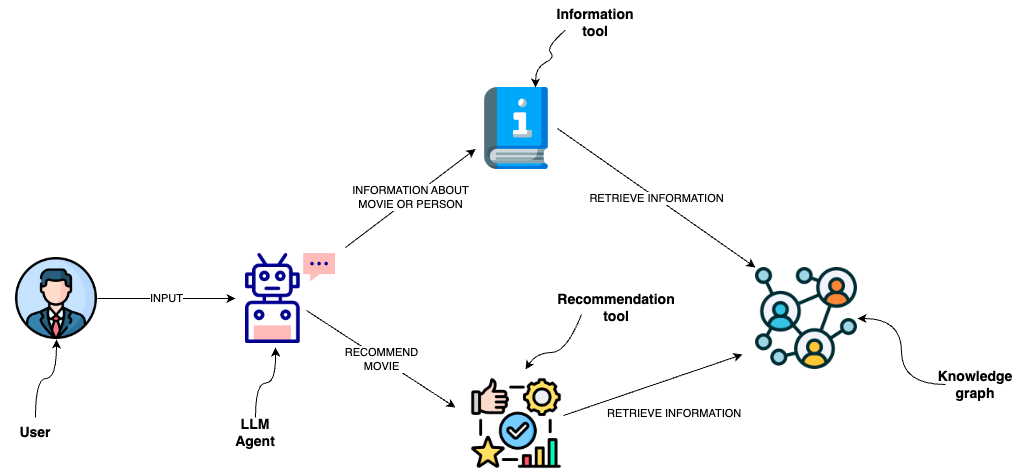 Information
tool
INFORMATION ABOUT
MOVIE OR PERSON
RETRIEVE INFORMATION
INPUT
Recommendation
tool
RECOMMEND
MOVIE
Knowledge
graph
RETRIEVE INFORMATION
User
LLM
Agent